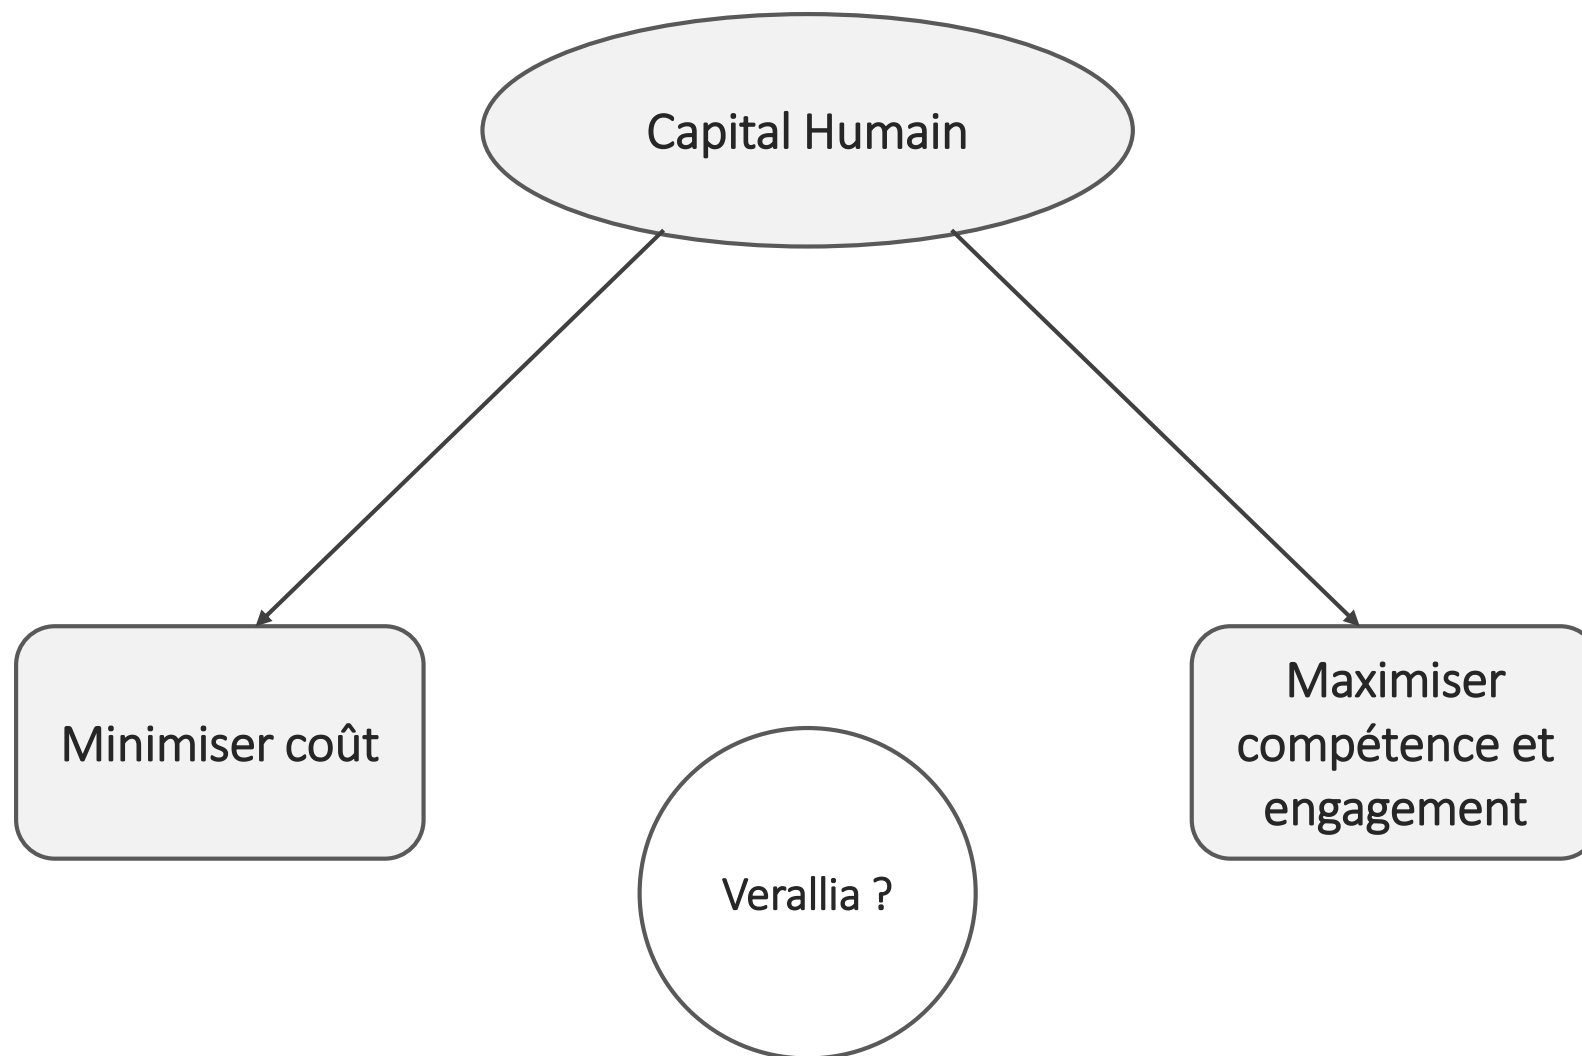 Capital Humain
Minimiser coût
Maximiser
compétence et
engagement
Verallia ?